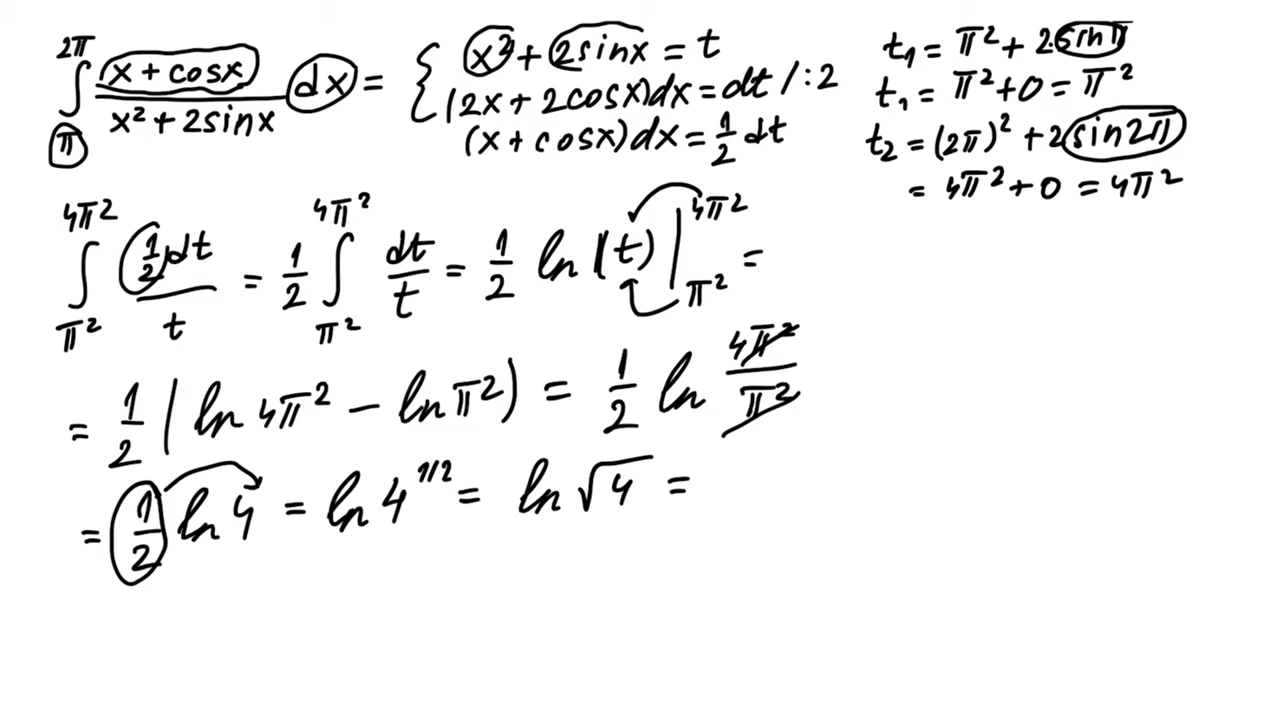 ∫_π^{2π} (x + cosx)/(x² + 2sinx) dx = { x² + 2sinx = t
(2x + 2cosx)dx = dt /:2
(x + cosx)dx = 1/2 dt
t₁ = π² + 2sinπ
t₁ = π² + 0 = π²
t₂ = (2π)² + 2sin2π
= 4π² + 0 = 4π²
∫_{π²}^{4π²} (1/2 dt)/t = 1/2 ∫_{π²}^{4π²} dt/t = 1/2 ln(t) |_{π²}^{4π²} =
= 1/2 (ln 4π² − ln π²) = 1/2 ln 4π²/π²
= 1/2 ln 4 = ln 4^{1/2} = ln √4 =